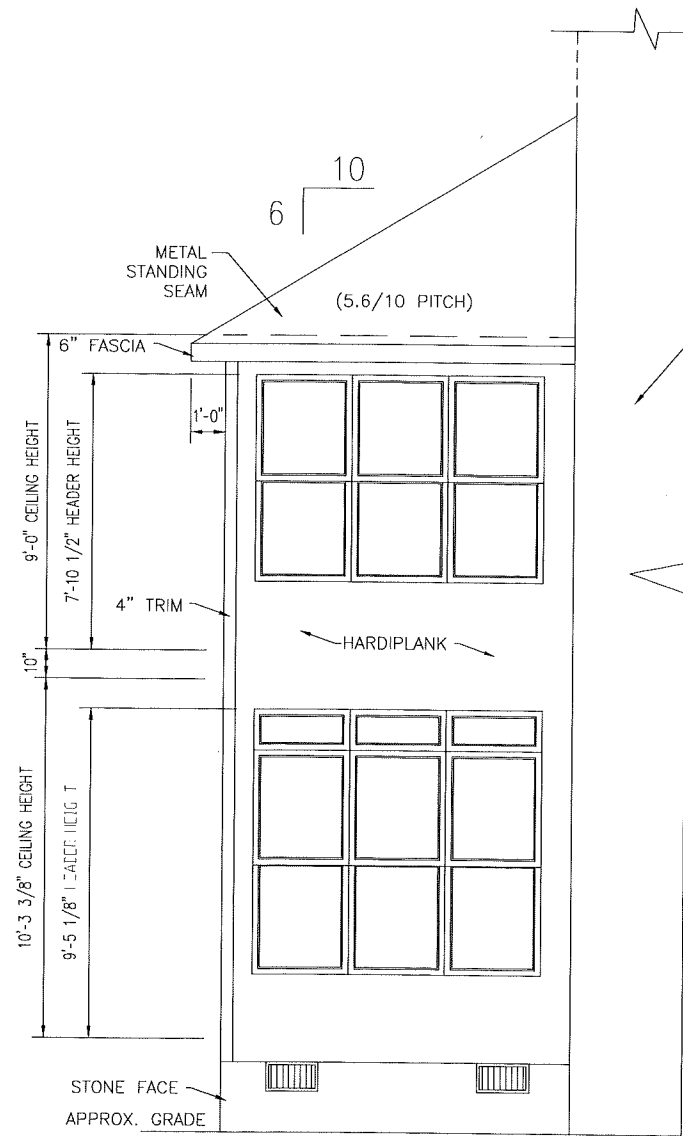 10
6
METAL
STANDING
SEAM
(5.6/10 PITCH)
6" FASCIA
1'-0"
9'-0" CEILING HEIGHT
7'-10 1/2" HEADER HEIGHT
4" TRIM
10"
HARDIPLANK
10'-3 3/8" CEILING HEIGHT
9'-5 1/8"
STONE FACE
APPROX. GRADE